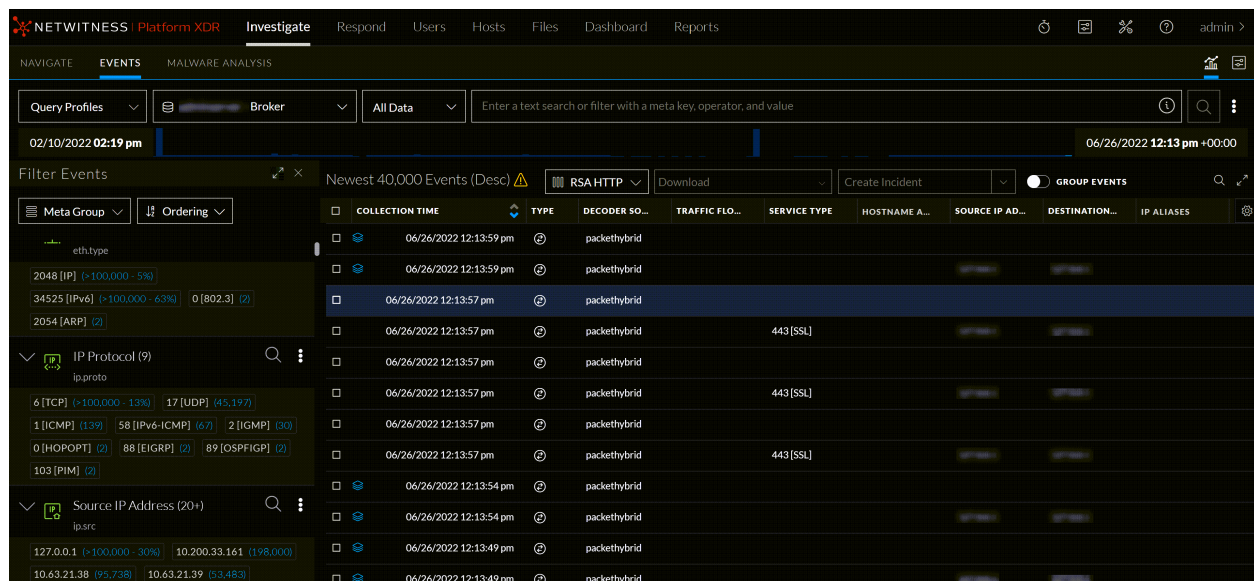 NETWITNESS | Platform XDR Investigate Respond Users Hosts Files Dashboard Reports admin >
NAVIGATE EVENTS MALWARE ANALYSIS
Query Profiles Broker All Data Enter a text search or filter with a meta key, operator, and value
02/10/2022 02:19 pm 06/26/2022 12:13 pm +00:00
Filter Events
Meta Group Ordering
eth.type
2048 [IP] (>100,000 - 5%)
34525 [IPv6] (>100,000 - 63%) 0 [802.3] (2)
2054 [ARP] (2)
IP Protocol (9)
ip.proto
6 [TCP] (>100,000 - 13%) 17 [UDP] (45,197)
1 [ICMP] (139) 58 [IPv6-ICMP] (67) 2 [IGMP] (30)
0 [HOPOPT] (2) 88 [EIGRP] (2) 89 [OSPFIGP] (2)
103 [PIM] (2)
Source IP Address (20+)
ip.src
127.0.0.1 (>100,000 - 30%) 10.200.33.161 (198,000)
10.63.21.38 (95,738) 10.63.21.39 (53,483)
Newest 40,000 Events (Desc) RSA HTTP Download Create Incident GROUP EVENTS
COLLECTION TIME TYPE DECODER SO... TRAFFIC FLO... SERVICE TYPE HOSTNAME A... SOURCE IP AD... DESTINATION... IP ALIASES
06/26/2022 12:13:59 pm packethybrid
06/26/2022 12:13:59 pm packethybrid
06/26/2022 12:13:57 pm packethybrid
06/26/2022 12:13:57 pm packethybrid 443 [SSL]
06/26/2022 12:13:57 pm packethybrid
06/26/2022 12:13:57 pm packethybrid 443 [SSL]
06/26/2022 12:13:57 pm packethybrid
06/26/2022 12:13:57 pm packethybrid 443 [SSL]
06/26/2022 12:13:54 pm packethybrid
06/26/2022 12:13:54 pm packethybrid
06/26/2022 12:13:49 pm packethybrid
06/26/2022 12:13:49 pm packethybrid